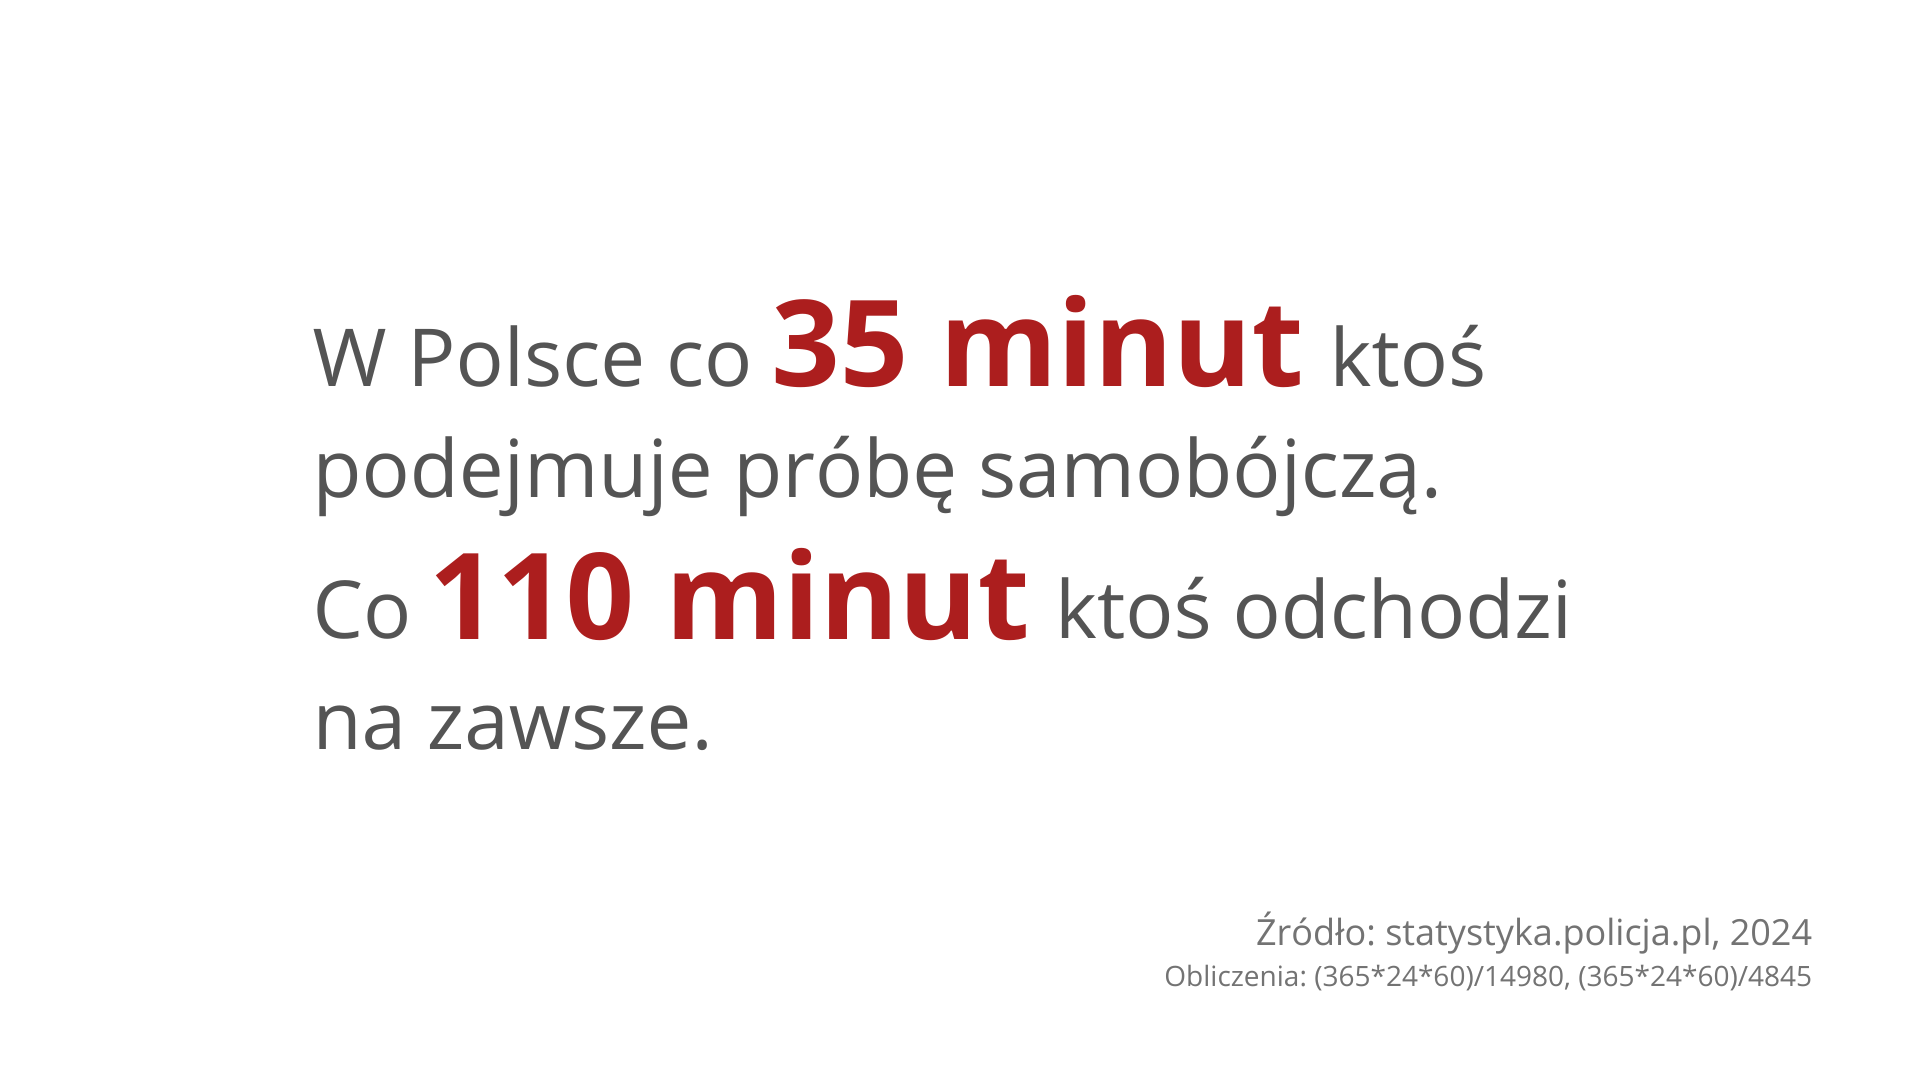 W Polsce co 35 minut ktoś
podejmuje próbę samobójczą.
Co 110 minut ktoś odchodzi
na zawsze.
Źródło: statystyka.policja.pl, 2024
Obliczenia: (365*24*60)/14980, (365*24*60)/4845